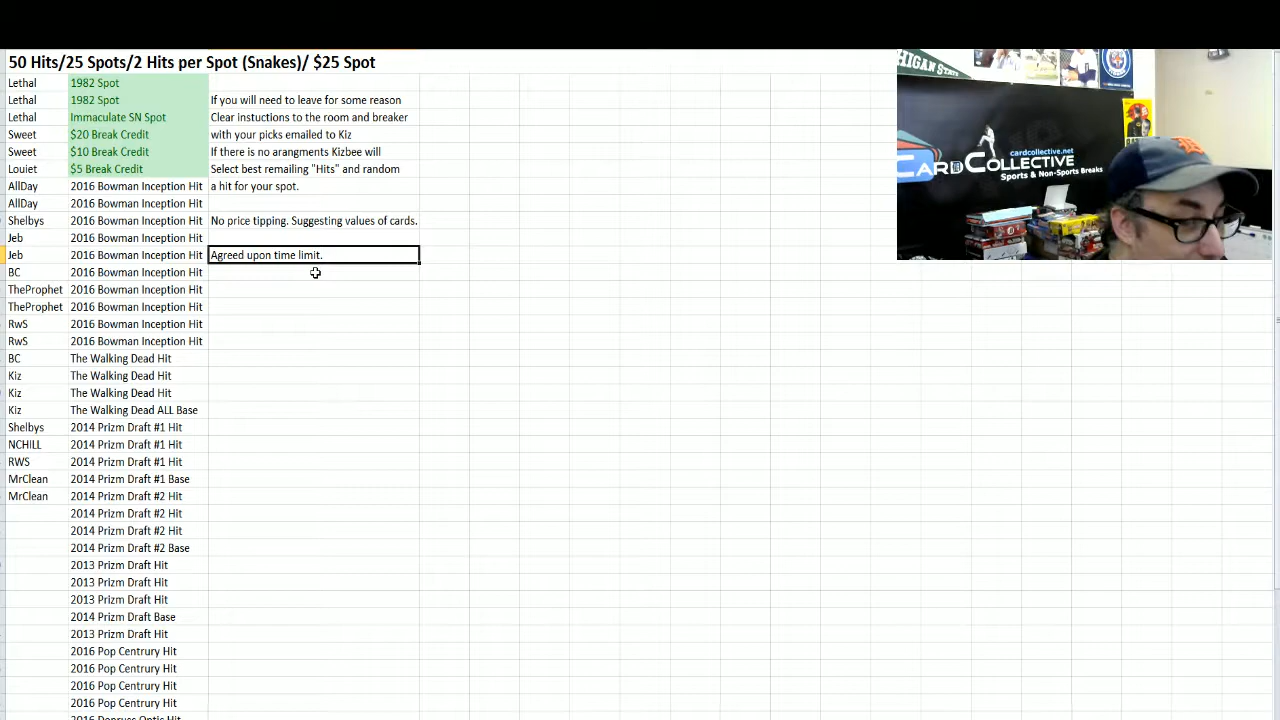 50 Hits/25 Spots/2 Hits per Spot (Snakes)/ $25 Spot
Lethal 1982 Spot
Lethal 1982 Spot If you will need to leave for some reason
Lethal Immaculate SN Spot Clear instuctions to the room and breaker
Sweet $20 Break Credit with your picks emailed to Kiz
Sweet $10 Break Credit If there is no arangments Kizbee will
Louiet $5 Break Credit Select best remailing "Hits" and random
AllDay 2016 Bowman Inception Hit a hit for your spot.
AllDay 2016 Bowman Inception Hit
Shelbys 2016 Bowman Inception Hit No price tipping. Suggesting values of cards.
Jeb 2016 Bowman Inception Hit
Jeb 2016 Bowman Inception Hit Agreed upon time limit.
BC 2016 Bowman Inception Hit
TheProphet 2016 Bowman Inception Hit
TheProphet 2016 Bowman Inception Hit
RwS 2016 Bowman Inception Hit
RwS 2016 Bowman Inception Hit
BC The Walking Dead Hit
Kiz The Walking Dead Hit
Kiz The Walking Dead Hit
Kiz The Walking Dead ALL Base
Shelbys 2014 Prizm Draft #1 Hit
NCHILL 2014 Prizm Draft #1 Hit
RWS 2014 Prizm Draft #1 Hit
MrClean 2014 Prizm Draft #1 Base
MrClean 2014 Prizm Draft #2 Hit
2014 Prizm Draft #2 Hit
2014 Prizm Draft #2 Hit
2014 Prizm Draft #2 Base
2013 Prizm Draft Hit
2013 Prizm Draft Hit
2013 Prizm Draft Hit
2014 Prizm Draft Base
2013 Prizm Draft Hit
2016 Pop Centrury Hit
2016 Pop Centrury Hit
2016 Pop Centrury Hit
2016 Pop Centrury Hit
2016 Donruss Optic Hit
HIGAN STATE
cardcollective.net
CARDCOLLECTIVE
Sports & Non-Sports Breaks